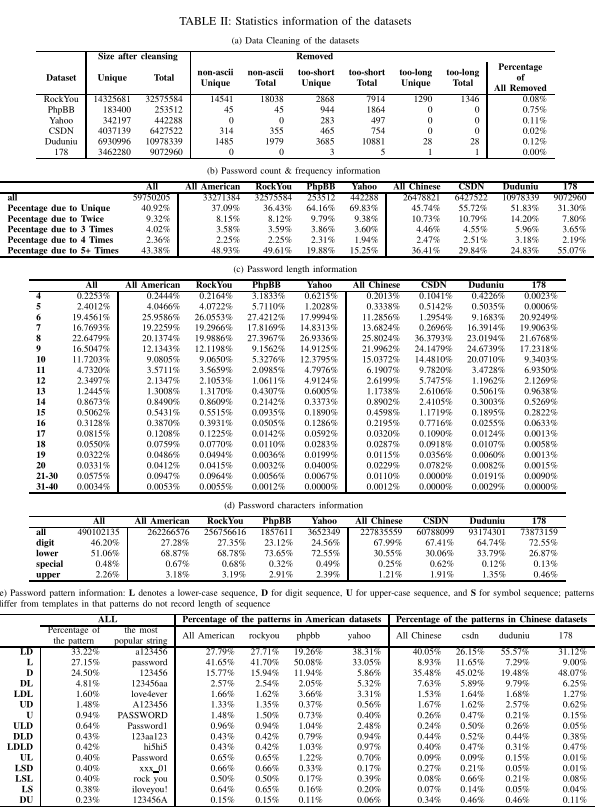 TABLE II: Statistics information of the datasets
(a) Data Cleaning of the datasets
Size after cleansing Removed
Dataset Unique Total non-ascii Unique non-ascii Total too-short Unique too-short Total too-long Unique too-long Total Percentage of All Removed
RockYou 14325681 32575584 14541 18038 2868 7914 1290 1346 0.08%
PhpBB 183400 253512 45 45 944 1864 0 0 0.75%
Yahoo 342197 442288 0 0 283 497 0 0 0.11%
CSDN 4037139 6427522 314 355 465 754 0 0 0.02%
Duduniu 6930996 10978339 1485 1979 3685 10881 28 28 0.12%
178 3462280 9072960 0 0 3 5 1 1 0.00%
(b) Password count & frequency information
All All American RockYou PhpBB Yahoo All Chinese CSDN Duduniu 178
all 59750205 33271384 32575584 253512 442288 26478821 6427522 10978339 9072960
Pecentage due to Unique 40.92% 37.09% 36.43% 64.16% 69.83% 45.74% 55.72% 51.83% 31.30%
Pecentage due to Twice 9.32% 8.15% 8.12% 9.79% 9.38% 10.73% 10.79% 14.20% 7.80%
Pecentage due to 3 Times 4.02% 3.58% 3.59% 3.86% 3.60% 4.46% 4.55% 5.96% 3.65%
Pecentage due to 4 Times 2.36% 2.25% 2.25% 2.31% 1.94% 2.47% 2.51% 3.18% 2.19%
Pecentage due to 5+ Times 43.38% 48.93% 49.61% 19.88% 15.25% 36.41% 29.84% 24.83% 55.07%
(c) Password length information
All All American RockYou PhpBB Yahoo All Chinese CSDN Duduniu 178
4 0.2253% 0.2444% 0.2164% 3.1833% 0.6215% 0.2013% 0.1041% 0.4226% 0.0023%
5 2.4012% 4.0466% 4.0722% 5.7110% 1.2028% 0.3338% 0.5142% 0.5035% 0.0006%
6 19.4561% 25.9586% 26.0553% 27.4212% 17.9994% 11.2856% 1.2954% 9.1683% 20.9249%
7 16.7693% 19.2259% 19.2966% 17.8169% 14.8313% 13.6824% 0.2696% 16.3914% 19.9063%
8 22.6479% 20.1374% 19.9886% 27.3967% 26.9336% 25.8024% 36.3793% 23.0194% 21.6768%
9 16.5047% 12.1343% 12.1198% 9.1562% 14.9125% 21.9962% 24.1479% 24.6739% 17.2318%
10 11.7203% 9.0805% 9.0650% 5.3276% 12.3795% 15.0372% 14.4810% 20.0710% 9.3403%
11 4.7320% 3.5711% 3.5659% 2.0985% 4.7976% 6.1907% 9.7820% 3.4728% 6.9350%
12 2.3497% 2.1347% 2.1053% 1.0611% 4.9124% 2.6199% 5.7475% 1.1962% 2.1269%
13 1.2445% 1.3008% 1.3170% 0.4307% 0.6005% 1.1738% 2.6106% 0.5061% 0.9638%
14 0.8673% 0.8490% 0.8609% 0.2142% 0.3373% 0.8902% 2.4105% 0.3003% 0.5269%
15 0.5062% 0.5431% 0.5515% 0.0935% 0.1890% 0.4598% 1.1719% 0.1895% 0.2822%
16 0.3128% 0.3870% 0.3931% 0.0505% 0.1286% 0.2195% 0.7716% 0.0255% 0.0633%
17 0.0815% 0.1208% 0.1225% 0.0142% 0.0592% 0.0320% 0.1090% 0.0124% 0.0013%
18 0.0550% 0.0759% 0.0770% 0.0110% 0.0283% 0.0287% 0.0918% 0.0107% 0.0058%
19 0.0322% 0.0486% 0.0494% 0.0036% 0.0199% 0.0115% 0.0356% 0.0060% 0.0013%
20 0.0331% 0.0412% 0.0415% 0.0032% 0.0400% 0.0229% 0.0782% 0.0082% 0.0015%
21-30 0.0575% 0.0947% 0.0964% 0.0056% 0.0067% 0.0110% 0.0000% 0.0191% 0.0090%
31-40 0.0034% 0.0053% 0.0055% 0.0012% 0.0000% 0.0012% 0.0000% 0.0029% 0.0000%
(d) Password characters information
All All American RockYou PhpBB Yahoo All Chinese CSDN Duduniu 178
all 490102135 262266576 256756616 1857611 3652349 227835559 60788099 93174301 73873159
digit 46.20% 27.28% 27.35% 23.12% 24.56% 67.99% 67.41% 64.74% 72.55%
lower 51.06% 68.87% 68.78% 73.65% 72.55% 30.55% 30.06% 33.79% 26.87%
special 0.48% 0.67% 0.68% 0.32% 0.49% 0.25% 0.62% 0.12% 0.13%
upper 2.26% 3.18% 3.19% 2.91% 2.39% 1.21% 1.91% 1.35% 0.46%
e) Password pattern information: L denotes a lower-case sequence, D for digit sequence, U for upper-case sequence, and S for symbol sequence; patterns
differ from templates in that patterns do not record length of sequence
ALL Percentage of the patterns in American datasets Percentage of the patterns in Chinese datasets
Percentage of the pattern the most popular string All American rockyou phpbb yahoo All Chinese csdn duduniu 178
LD 33.22% a123456 27.79% 27.71% 19.26% 38.31% 40.05% 26.15% 55.57% 31.12%
L 27.15% password 41.65% 41.70% 50.08% 33.05% 8.93% 11.65% 7.29% 9.00%
D 24.50% 123456 15.77% 15.94% 11.94% 5.86% 35.48% 45.02% 19.48% 48.07%
DL 4.81% 123456aa 2.57% 2.54% 2.05% 5.32% 7.63% 5.89% 9.79% 6.25%
LDL 1.60% love4ever 1.66% 1.62% 3.66% 3.31% 1.53% 1.64% 1.68% 1.27%
UD 1.48% A123456 1.33% 1.35% 0.37% 0.56% 1.67% 1.62% 2.57% 0.62%
U 0.94% PASSWORD 1.48% 1.50% 0.73% 0.40% 0.26% 0.47% 0.21% 0.15%
ULD 0.64% Password1 0.96% 0.94% 1.04% 2.48% 0.24% 0.50% 0.26% 0.05%
DLD 0.43% 123aa123 0.43% 0.42% 0.79% 0.94% 0.44% 0.52% 0.44% 0.38%
LDLD 0.42% hi5hi5 0.43% 0.42% 1.03% 0.97% 0.40% 0.47% 0.31% 0.47%
UL 0.40% Password 0.65% 0.65% 1.22% 0.70% 0.09% 0.09% 0.15% 0.01%
LSD 0.40% xxx_01 0.66% 0.66% 0.33% 0.17% 0.27% 0.21% 0.05% 0.01%
LSL 0.40% rock you 0.50% 0.50% 0.17% 0.39% 0.08% 0.66% 0.21% 0.08%
LS 0.38% iloveyou! 0.64% 0.65% 0.16% 0.20% 0.07% 0.14% 0.05% 0.04%
DU 0.23% 123456A 0.15% 0.15% 0.11% 0.06% 0.34% 0.46% 0.46% 0.11%